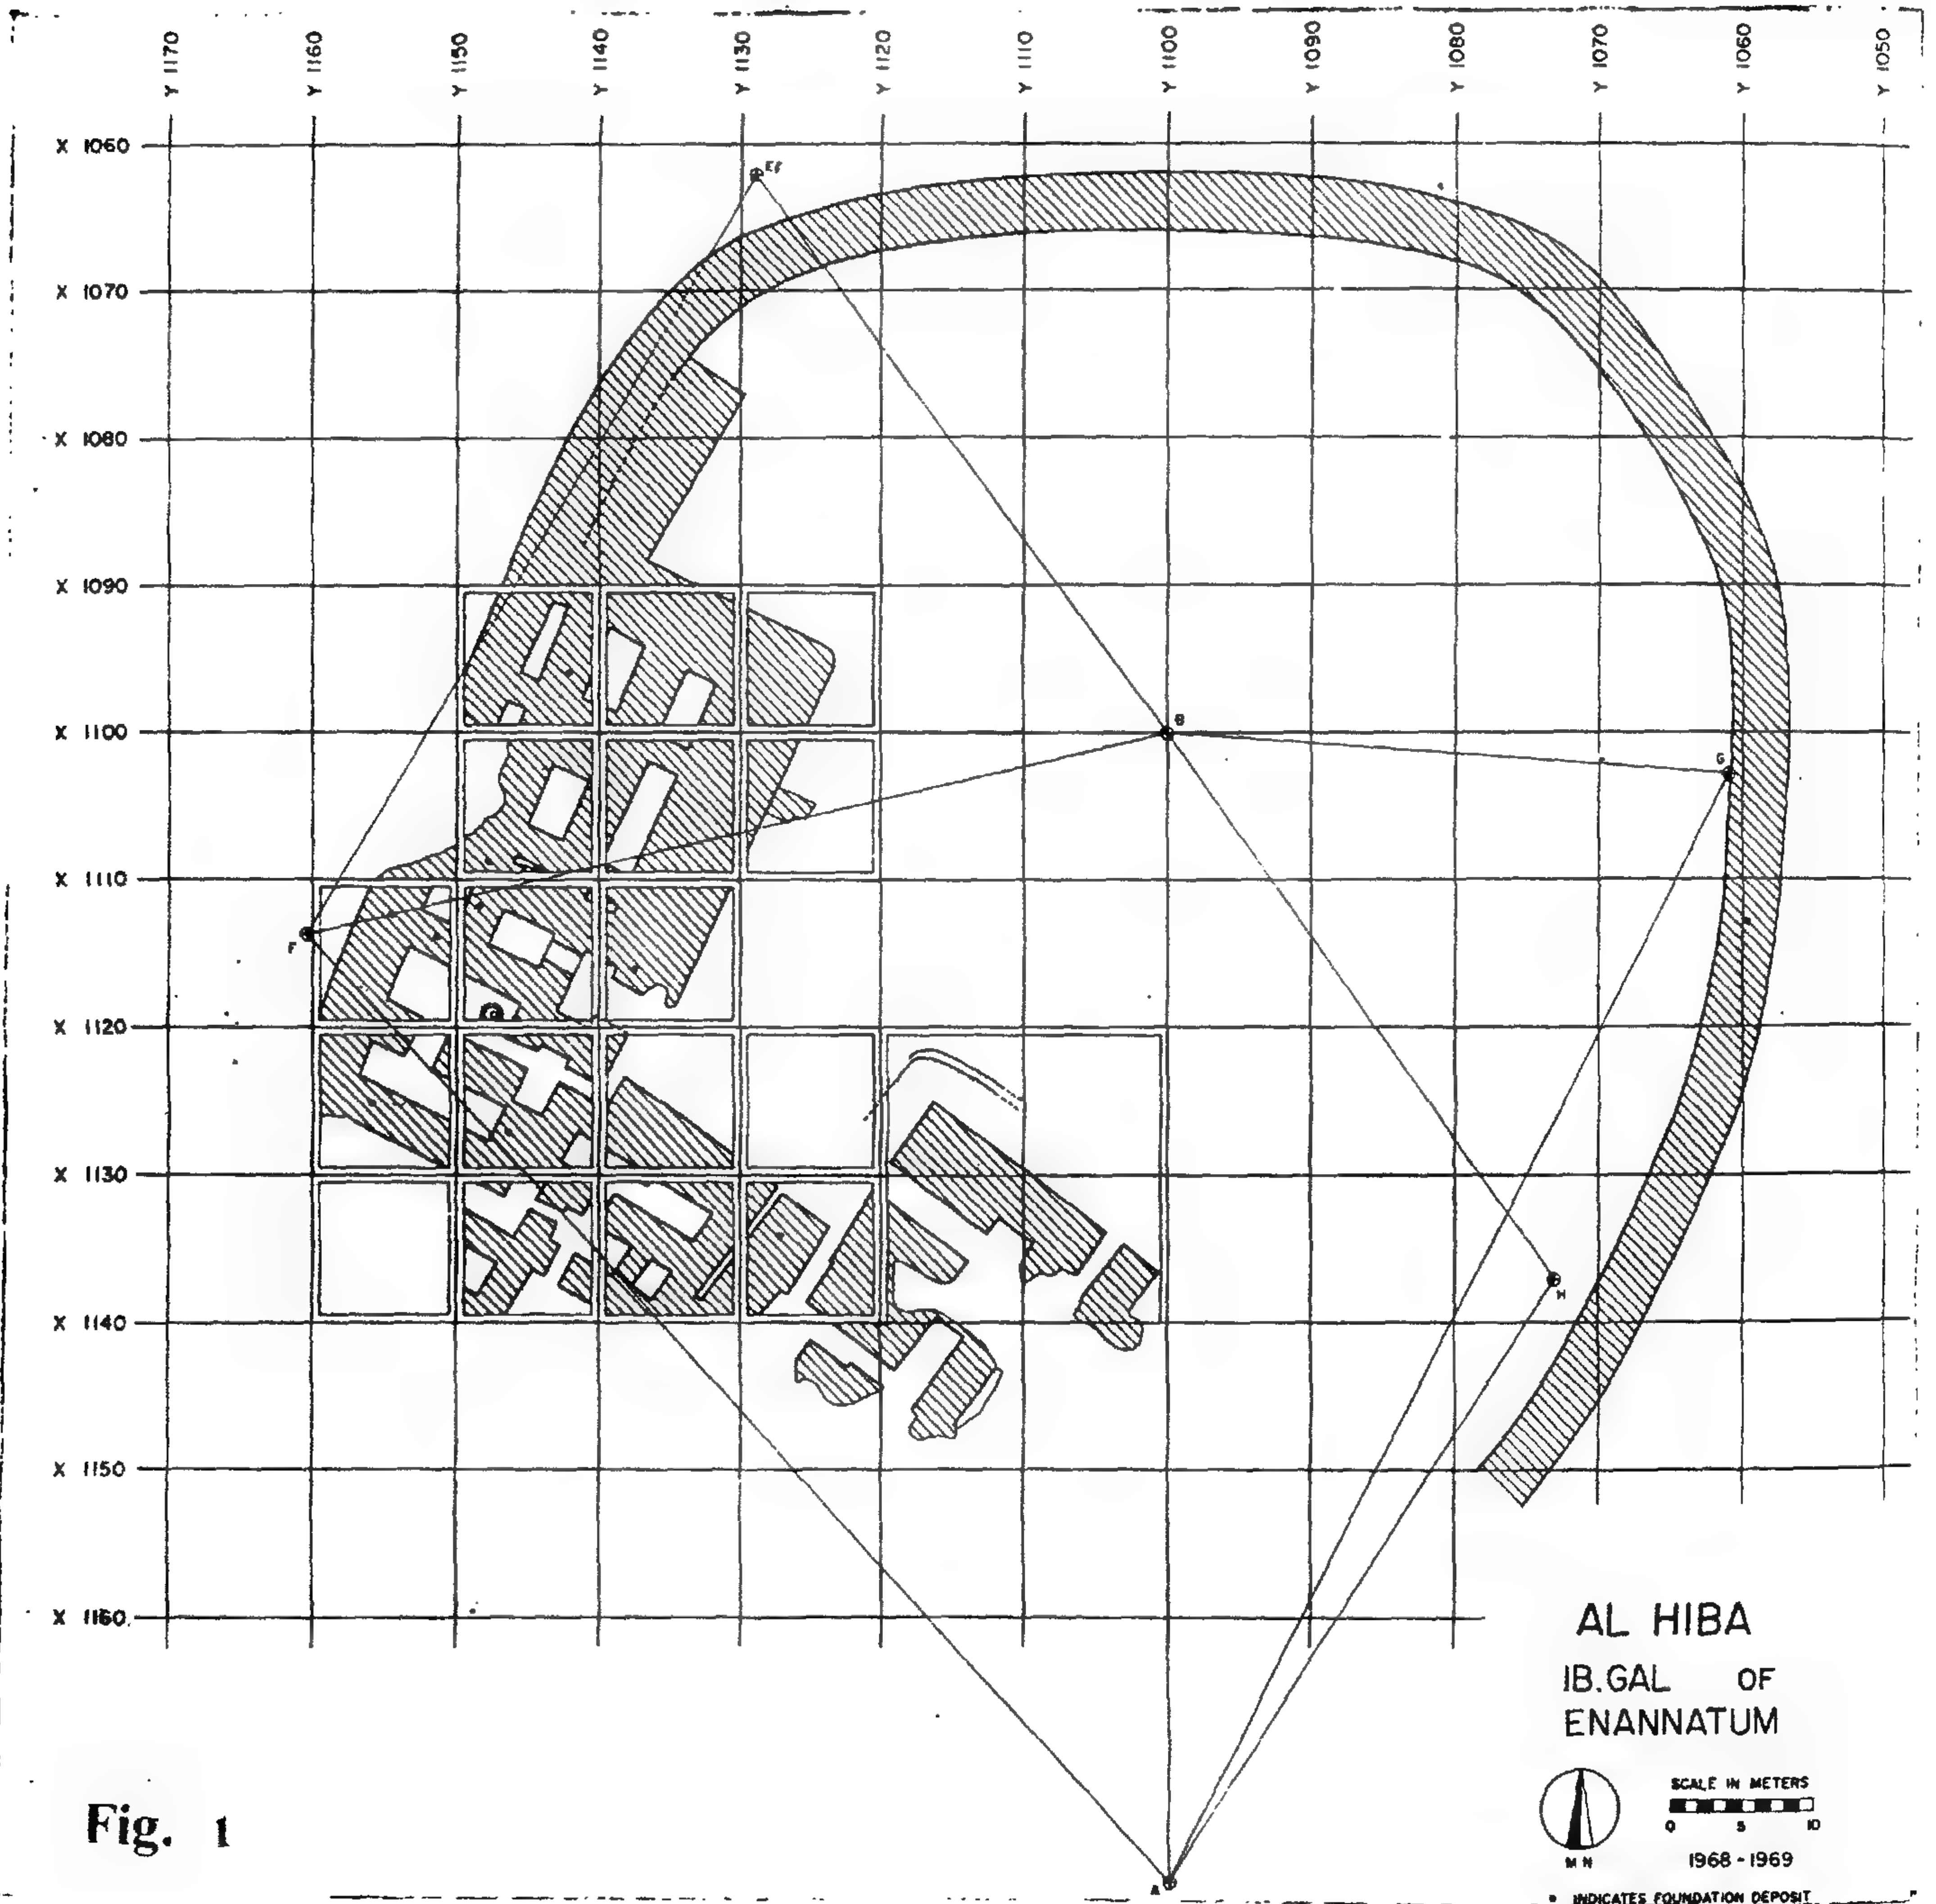 Y 1170
Y 1160
Y 1150
Y 1140
Y 1130
Y 1120
Y 1110
Y 1100
Y 1090
Y 1080
Y 1070
Y 1060
Y 1050
X 1060
X 1070
X 1080
X 1090
X 1100
X 1110
X 1120
X 1130
X 1140
X 1150
X 1160
B
G
F
H
A
AL HIBA
IB.GAL OF
ENANNATUM
SCALE IN METERS
0 5 10
M N
1968 - 1969
• INDICATES FOUNDATION DEPOSIT
Fig. 1